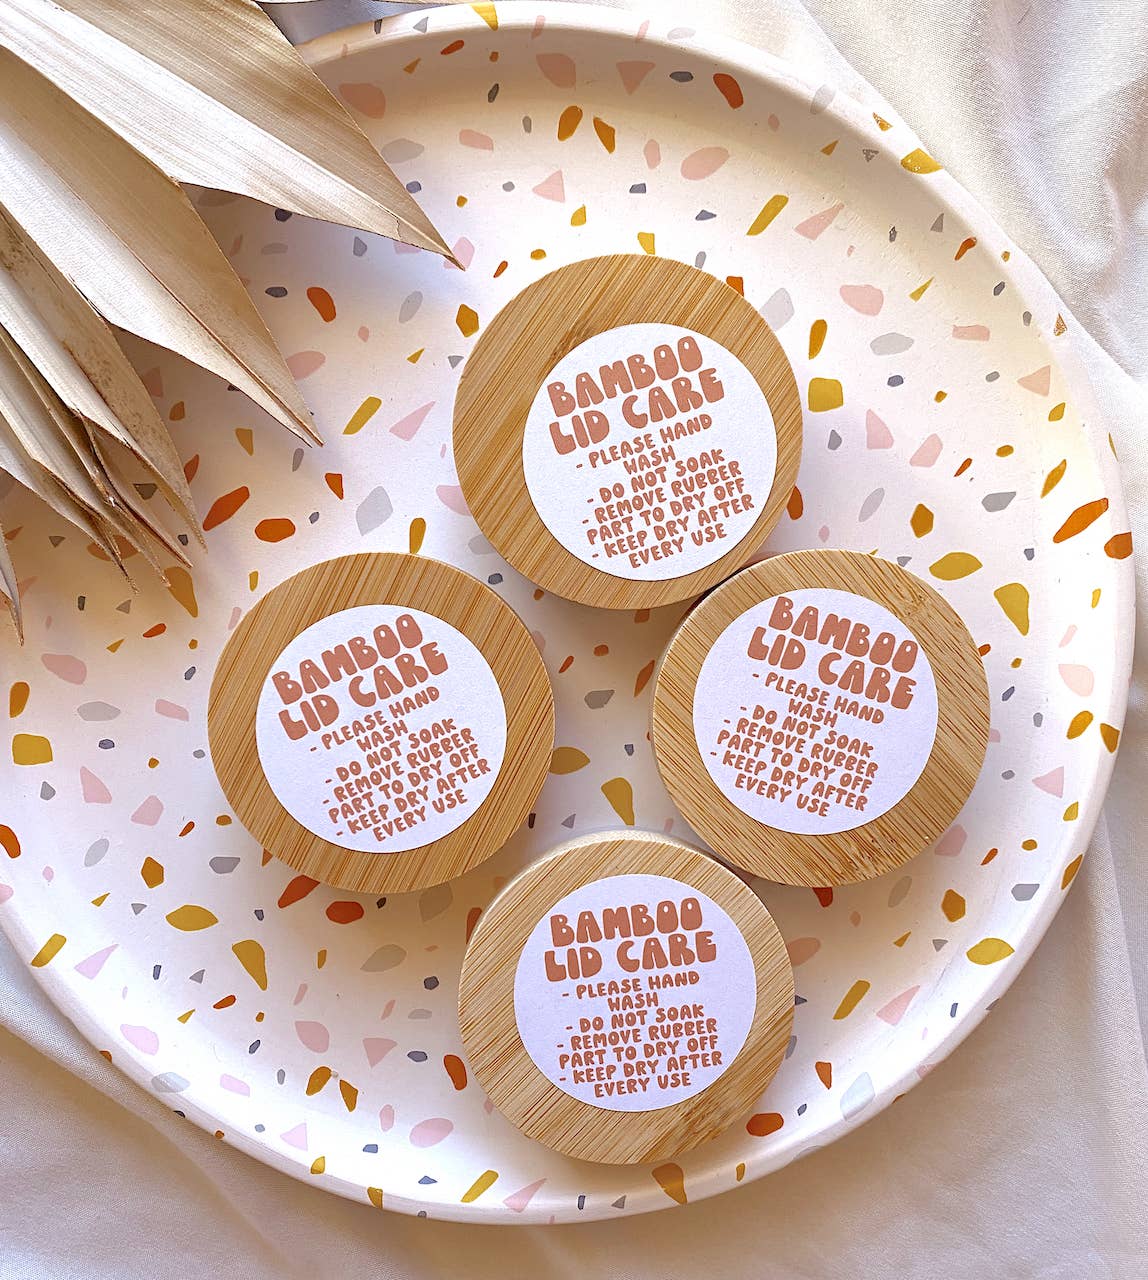 BAMBOO
LID CARE
- PLEASE HAND
WASH
- DO NOT SOAK
- REMOVE RUBBER
PART TO DRY OFF
- KEEP DRY AFTER
EVERY USE
BAMBOO
LID CARE
- PLEASE HAND
WASH
- DO NOT SOAK
- REMOVE RUBBER
PART TO DRY OFF
- KEEP DRY AFTER
EVERY USE
BAMBOO
LID CARE
- PLEASE HAND
WASH
- DO NOT SOAK
- REMOVE RUBBER
PART TO DRY OFF
- KEEP DRY AFTER
EVERY USE
BAMBOO
LID CARE
- PLEASE HAND
WASH
- DO NOT SOAK
- REMOVE RUBBER
PART TO DRY OFF
- KEEP DRY AFTER
EVERY USE